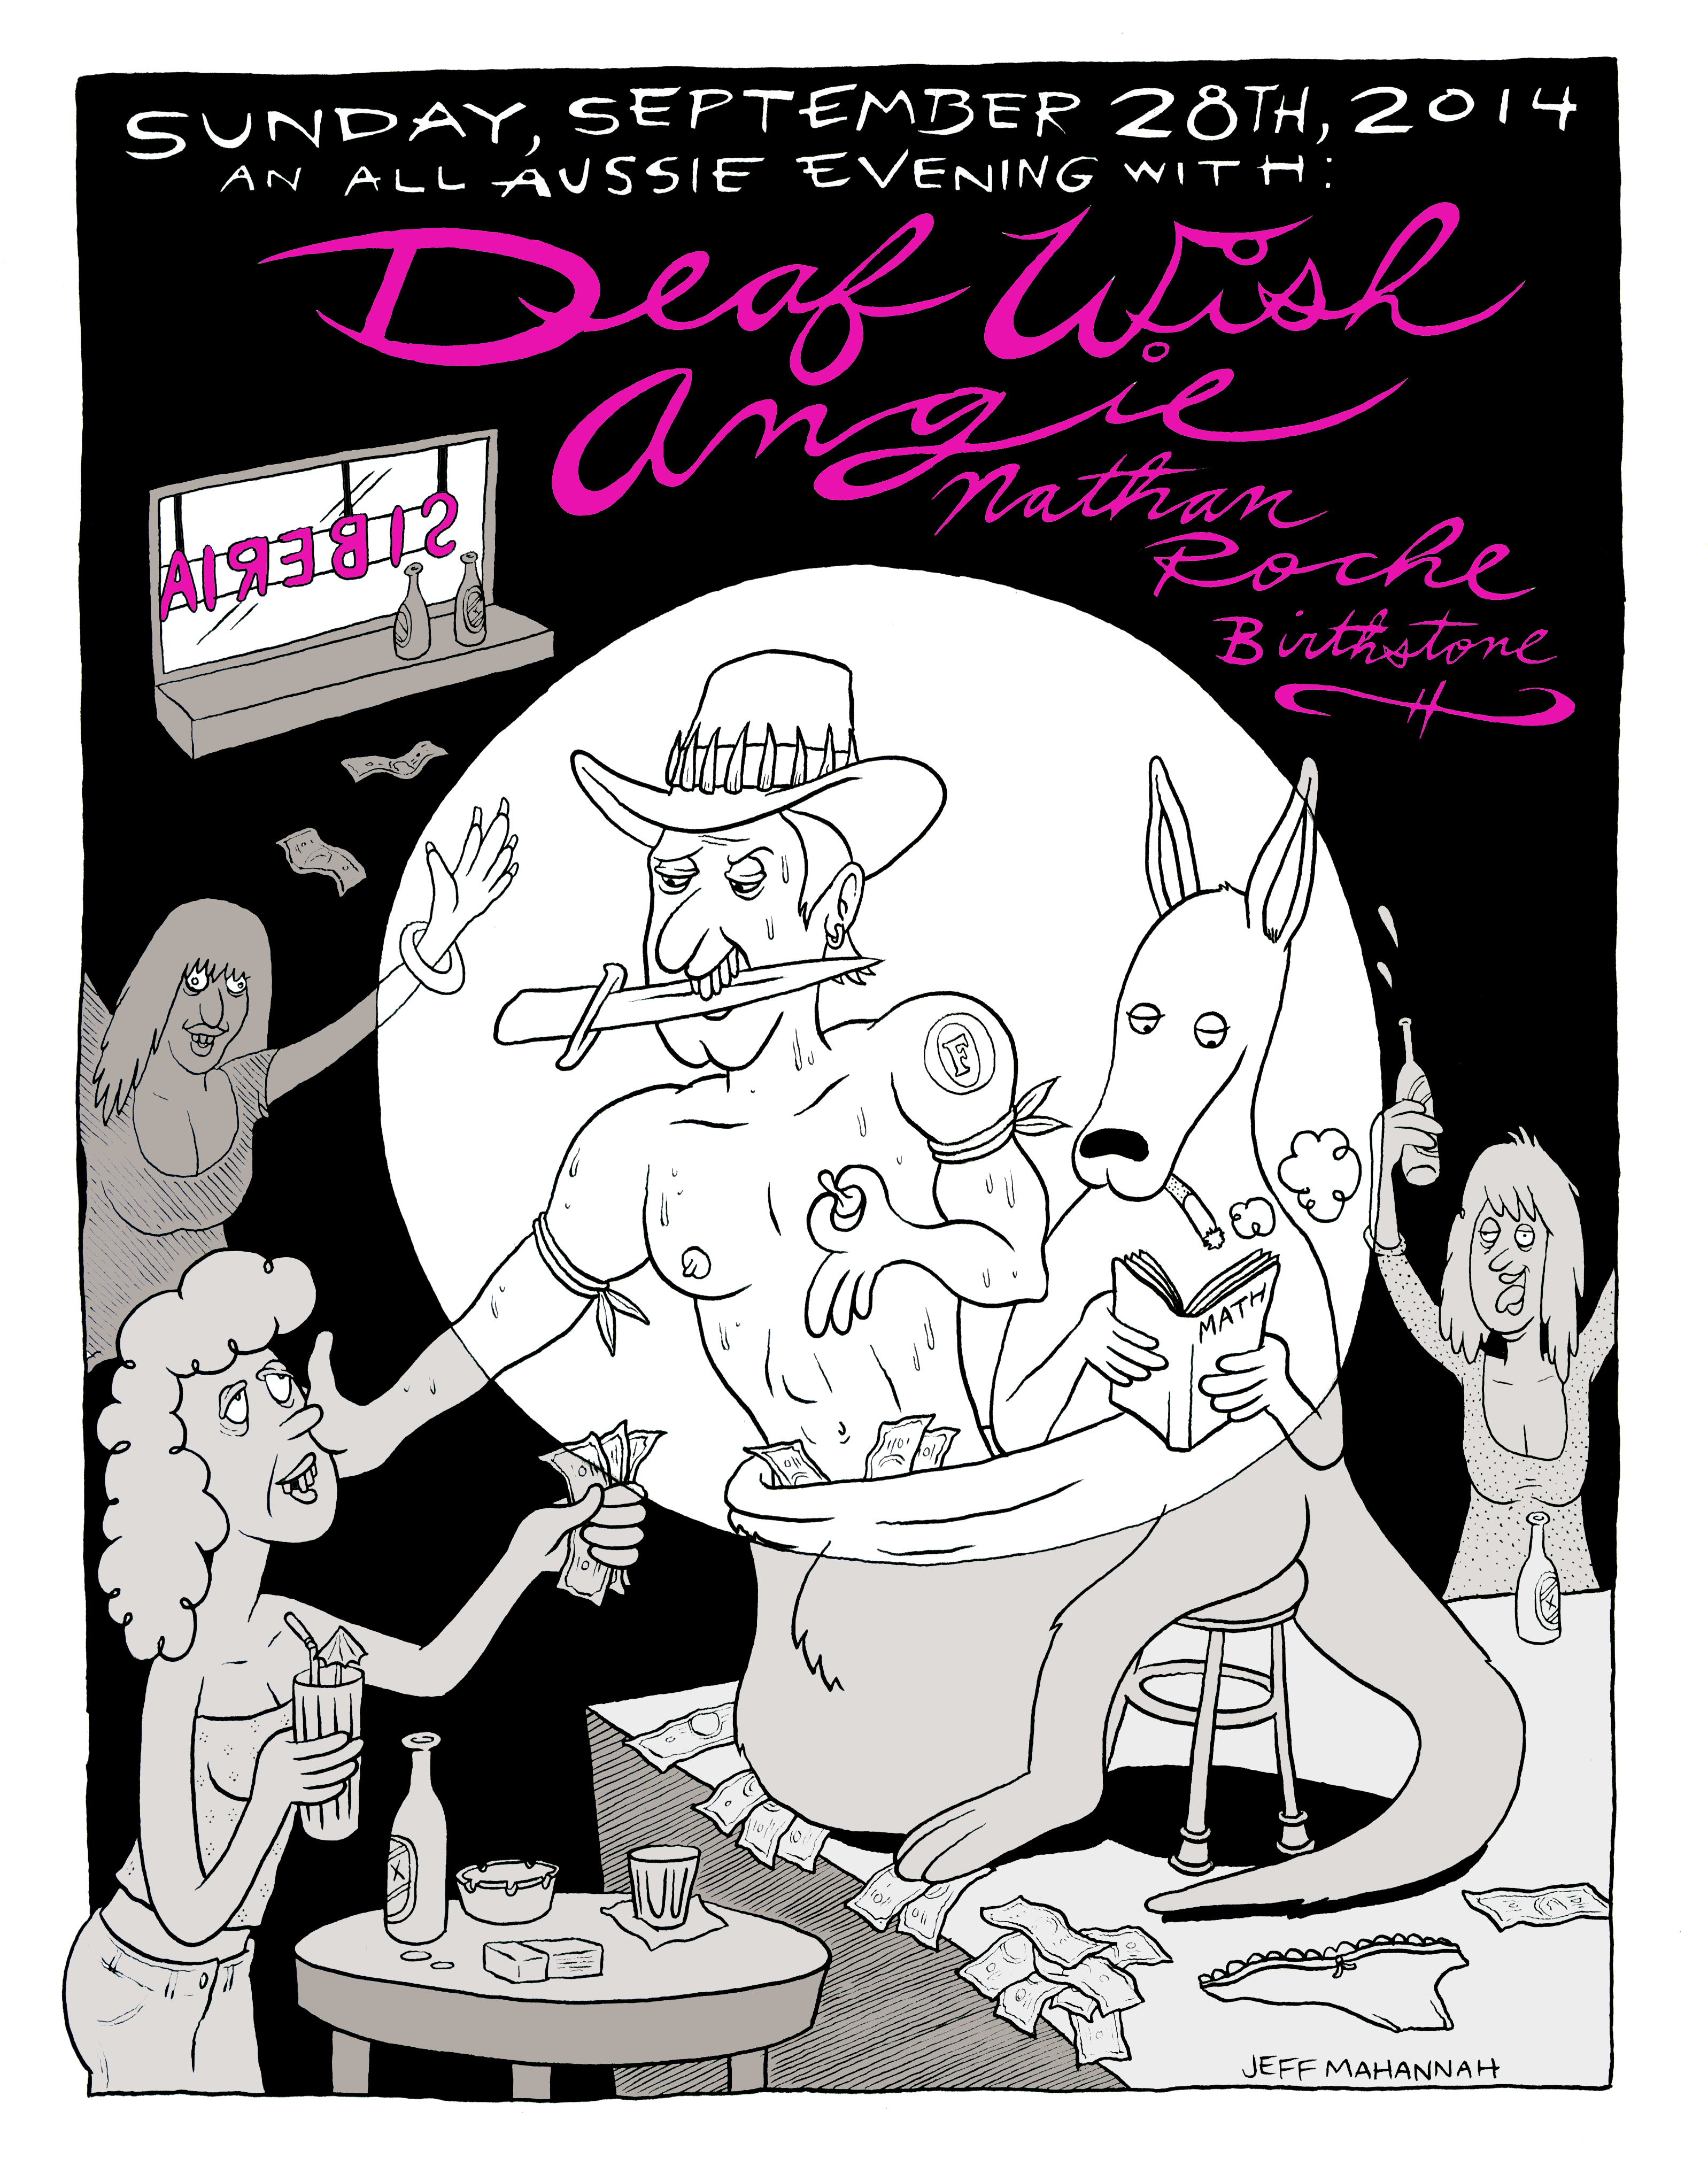 SUNDAY, SEPTEMBER 28TH, 2014
AN ALL AUSSIE EVENING WITH:
Deaf Wish
Angie
Nathan
Roche
Birthstone
SIBERIA
F
MATH
X
X
JEFF MAHANNAH